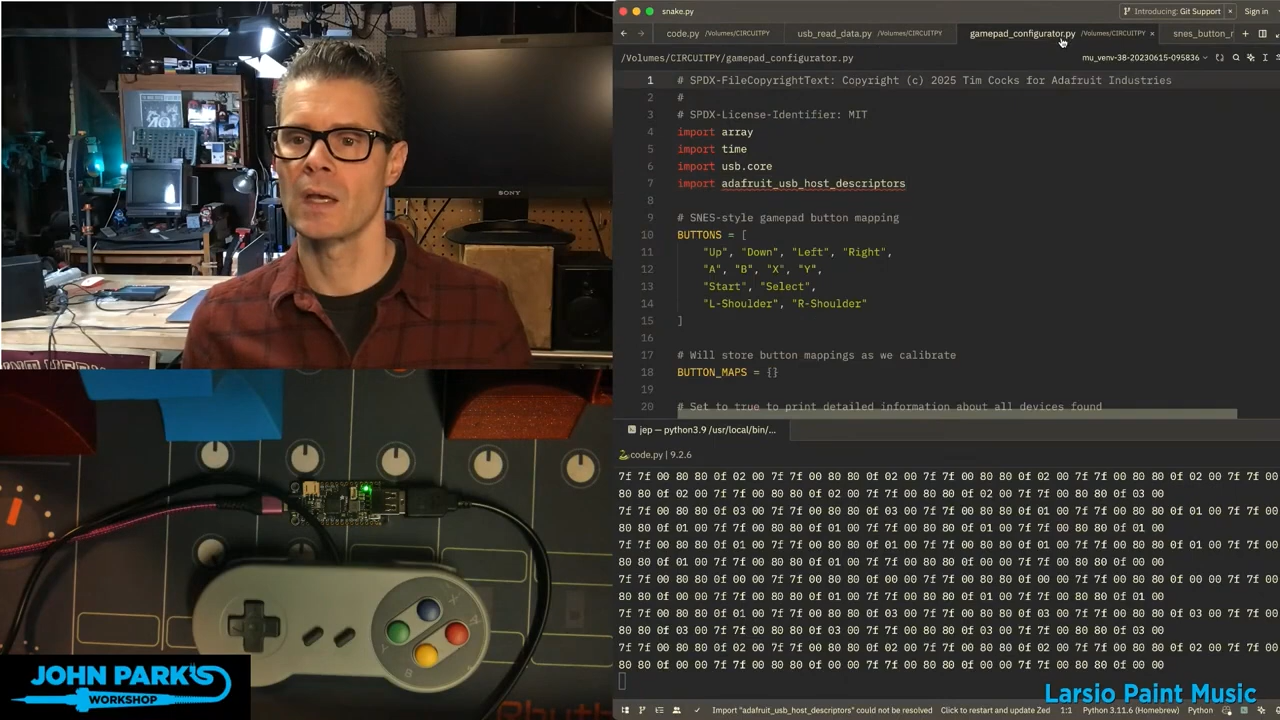 snake.py
Introducing: Git Support
Sign in
code.py /Volumes/CIRCUITPY
usb_read_data.py /Volumes/CIRCUITPY
gamepad_configurator.py /Volumes/CIRCUITPY
snes_button_r
/Volumes/CIRCUITPY/gamepad_configurator.py
mu_venv-38-20230615-095836
1 # SPDX-FileCopyrightText: Copyright (c) 2025 Tim Cocks for Adafruit Industries
2 #
3 # SPDX-License-Identifier: MIT
4 import array
5 import time
6 import usb.core
7 import adafruit_usb_host_descriptors
8
9 # SNES-style gamepad button mapping
10 BUTTONS = [
11 "Up", "Down", "Left", "Right",
12 "A", "B", "X", "Y",
13 "Start", "Select",
14 "L-Shoulder", "R-Shoulder"
15 ]
16
17 # Will store button mappings as we calibrate
18 BUTTON_MAPS = {}
19
20 # Set to true to print detailed information about all devices found
jep — python3.9 /usr/local/bin/...
code.py | 9.2.6
7f 7f 00 80 80 0f 02 00 7f 7f 00 80 80 0f 02 00 7f 7f 00 80 80 0f 02 00 7f 7f 00 80 80 0f 02 00 7f 7f 00
80 80 0f 02 00 7f 7f 00 80 80 0f 02 00 7f 7f 00 80 80 0f 02 00 7f 7f 00 80 80 0f 03 00
7f 7f 00 80 80 0f 03 00 7f 7f 00 80 80 0f 03 00 7f 7f 00 80 80 0f 01 00 7f 7f 00 80 80 0f 01 00 7f 7f 00
80 80 0f 01 00 7f 7f 00 80 80 0f 01 00 7f 7f 00 80 80 0f 01 00 7f 7f 00 80 80 0f 01 00
7f 7f 00 80 80 0f 01 00 7f 7f 00 80 80 0f 01 00 7f 7f 00 80 80 0f 01 00 7f 7f 00 80 80 0f 01 00 7f 7f 00
80 80 0f 01 00 7f 7f 00 80 80 0f 00 00 7f 7f 00 80 80 0f 00 00 7f 7f 00 80 80 0f 00 00
7f 7f 00 80 80 0f 00 00 7f 7f 00 80 80 0f 00 00 7f 7f 00 80 80 0f 00 00 7f 7f 00 80 80 0f 00 00 7f 7f 00
80 80 0f 00 00 7f 7f 00 80 80 0f 01 00 7f 7f 00 80 80 0f 01 00 7f 7f 00 80 80 0f 01 00
7f 7f 00 80 80 0f 01 00 7f 7f 00 80 80 0f 03 00 7f 7f 00 80 80 0f 03 00 7f 7f 00 80 80 0f 03 00 7f 7f 00
80 80 0f 03 00 7f 7f 00 80 80 0f 03 00 7f 7f 00 80 80 0f 03 00 7f 7f 00 80 80 0f 03 00
7f 7f 00 80 80 0f 02 00 7f 7f 00 80 80 0f 02 00 7f 7f 00 80 80 0f 02 00 7f 7f 00 80 80 0f 02 00 7f 7f 00
80 80 0f 00 00 7f 7f 00 80 80 0f 00 00 7f 7f 00 80 80 0f 00 00 7f 7f 00 80 80 0f 00 00
Import "adafruit_usb_host_descriptors" could not be resolved
Click to restart and update Zed
1:1
Python 3.11.6 (Homebrew)
Python
SONY
X
Y
A
B
JOHN PARK'S
WORKSHOP
Larsio Paint Music